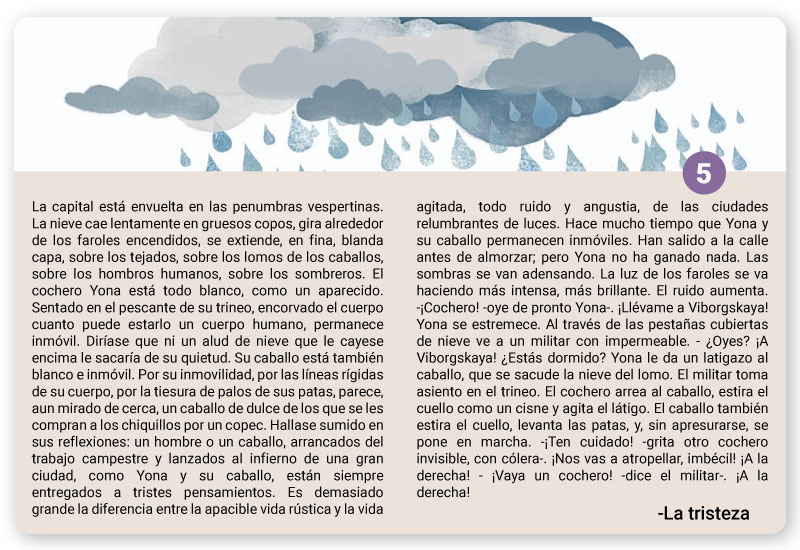 5
La capital está envuelta en las penumbras vespertinas.
La nieve cae lentamente en gruesos copos, gira alrededor
de los faroles encendidos, se extiende, en fina, blanda
capa, sobre los tejados, sobre los lomos de los caballos,
sobre los hombros humanos, sobre los sombreros. El
cochero Yona está todo blanco, como un aparecido.
Sentado en el pescante de su trineo, encorvado el cuerpo
cuanto puede estarlo un cuerpo humano, permanece
inmóvil. Diríase que ni un alud de nieve que le cayese
encima le sacaría de su quietud. Su caballo está también
blanco e inmóvil. Por su inmovilidad, por las líneas rígidas
de su cuerpo, por la tiesura de palos de sus patas, parece,
aun mirado de cerca, un caballo de dulce de los que se les
compran a los chiquillos por un copec. Hallase sumido en
sus reflexiones: un hombre o un caballo, arrancados del
trabajo campestre y lanzados al infierno de una gran
ciudad, como Yona y su caballo, están siempre
entregados a tristes pensamientos. Es demasiado
grande la diferencia entre la apacible vida rústica y la vida
agitada, todo ruido y angustia, de las ciudades
relumbrantes de luces. Hace mucho tiempo que Yona y
su caballo permanecen inmóviles. Han salido a la calle
antes de almorzar; pero Yona no ha ganado nada. Las
sombras se van adensando. La luz de los faroles se va
haciendo más intensa, más brillante. El ruido aumenta.
-¡Cochero! -oye de pronto Yona-. ¡Llévame a Viborgskaya!
Yona se estremece. Al través de las pestañas cubiertas
de nieve ve a un militar con impermeable. - ¿Oyes? ¡A
Viborgskaya! ¿Estás dormido? Yona le da un latigazo al
caballo, que se sacude la nieve del lomo. El militar toma
asiento en el trineo. El cochero arrea al caballo, estira el
cuello como un cisne y agita el látigo. El caballo también
estira el cuello, levanta las patas, y, sin apresurarse, se
pone en marcha. -¡Ten cuidado! -grita otro cochero
invisible, con cólera-. ¡Nos vas a atropellar, imbécil! ¡A la
derecha! - ¡Vaya un cochero! -dice el militar-. ¡A la
derecha!
-La tristeza